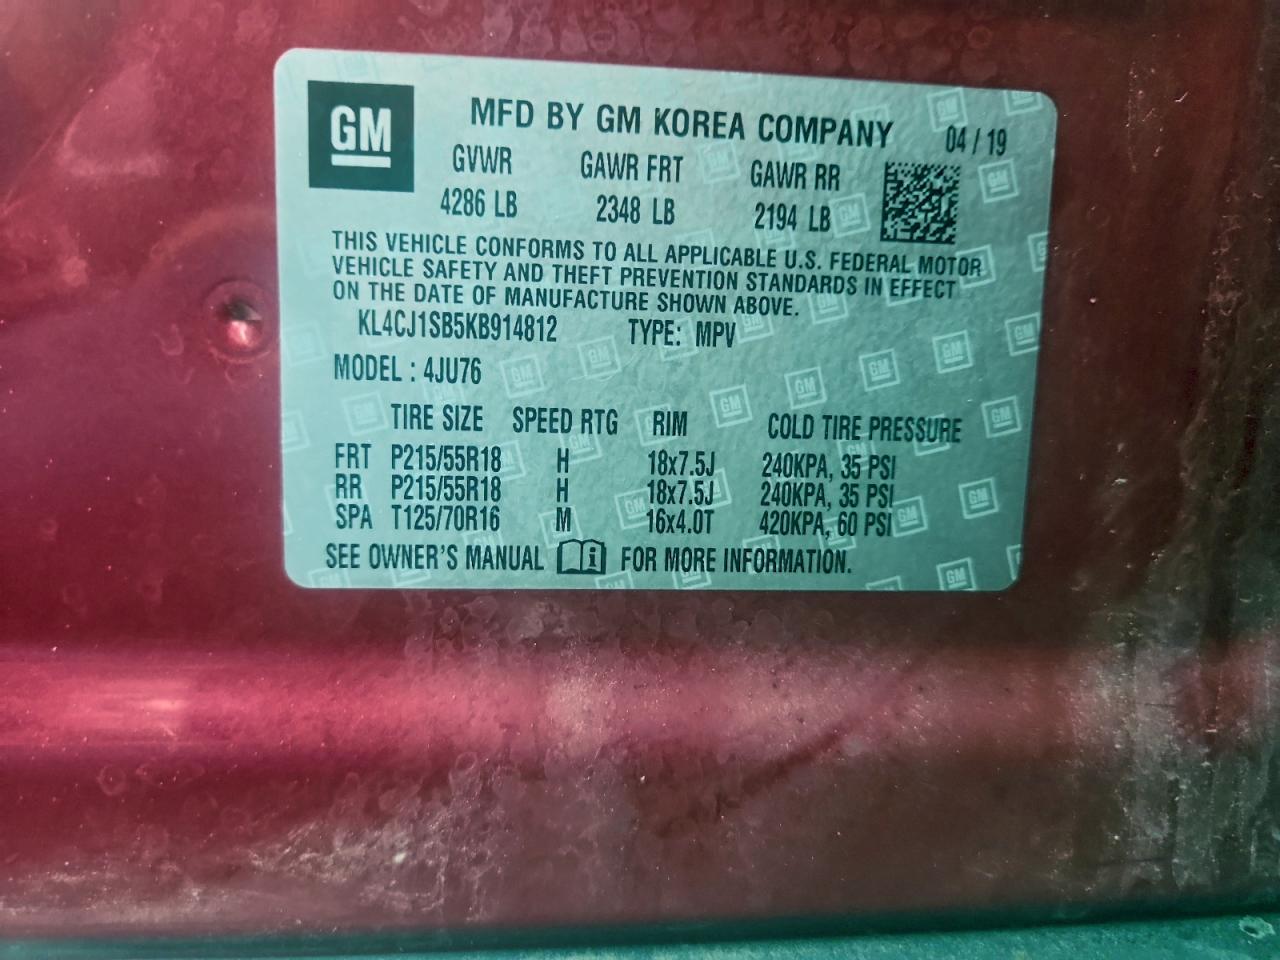 GM
MFD BY GM KOREA COMPANY 04 / 19
GVWR GAWR FRT GAWR RR
4286 LB 2348 LB 2194 LB
THIS VEHICLE CONFORMS TO ALL APPLICABLE U.S. FEDERAL MOTOR
VEHICLE SAFETY AND THEFT PREVENTION STANDARDS IN EFFECT
ON THE DATE OF MANUFACTURE SHOWN ABOVE.
KL4CJ1SB5KB914812 TYPE: MPV
MODEL : 4JU76
TIRE SIZE SPEED RTG RIM COLD TIRE PRESSURE
FRT P215/55R18 H 18x7.5J 240KPA, 35 PSI
RR P215/55R18 H 18x7.5J 240KPA, 35 PSI
SPA T125/70R16 M 16x4.0T 420KPA, 60 PSI
SEE OWNER'S MANUAL FOR MORE INFORMATION.